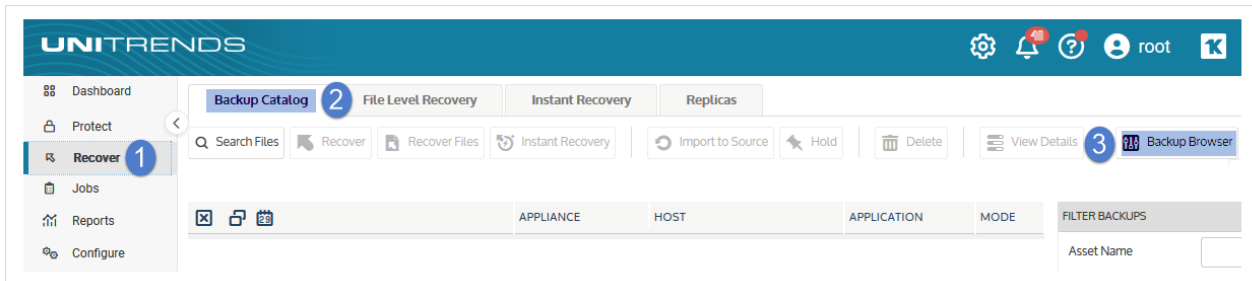 UNITRENDS
41
root
Dashboard
Protect
Recover 1
Jobs
Reports
Configure
Backup Catalog 2 File Level Recovery Instant Recovery Replicas
Search Files Recover Recover Files Instant Recovery Import to Source Hold Delete View Details 3 Backup Browser
29 APPLIANCE HOST APPLICATION MODE FILTER BACKUPS
Asset Name